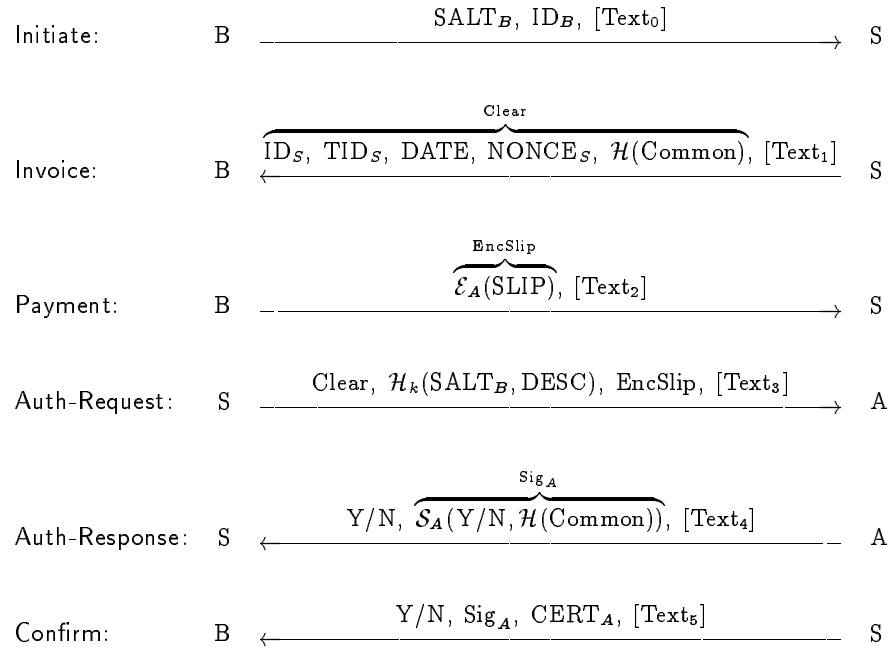 Initiate: B SALT_B, ID_B, [Text_0] S
Clear
Invoice: B ID_S, TID_S, DATE, NONCE_S, ℋ(Common), [Text_1] S
EncSlip
Payment: B ℰ_A(SLIP), [Text_2] S
Auth-Request: S Clear, ℋ_k(SALT_B, DESC), EncSlip, [Text_3] A
Sig_A
Auth-Response: S Y/N, 𝒮_A(Y/N, ℋ(Common)), [Text_4] A
Confirm: B Y/N, Sig_A, CERT_A, [Text_5] S